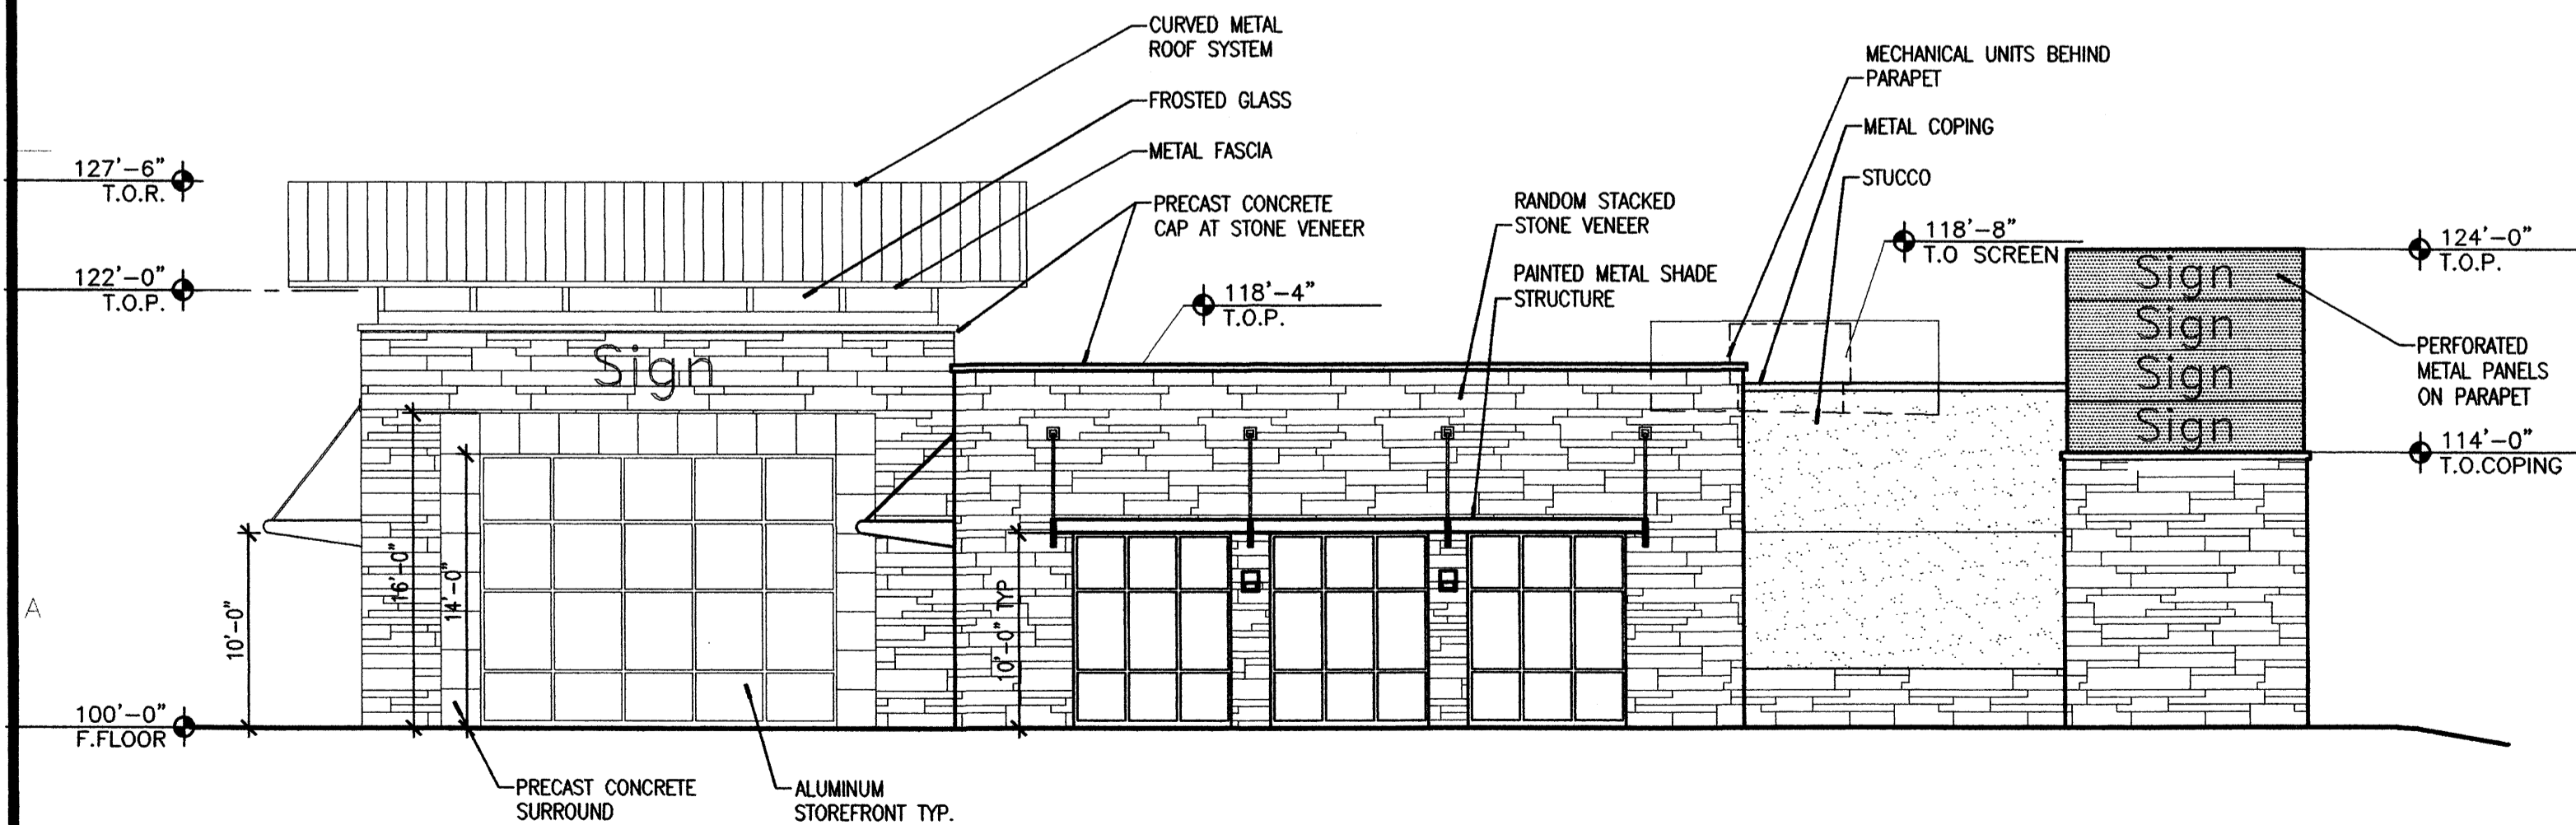 CURVED METAL
ROOF SYSTEM
FROSTED GLASS
METAL FASCIA
PRECAST CONCRETE
CAP AT STONE VENEER
RANDOM STACKED
STONE VENEER
PAINTED METAL SHADE
STRUCTURE
MECHANICAL UNITS BEHIND
PARAPET
METAL COPING
STUCCO
127'-6"
T.O.R.
122'-0"
T.O.P.
118'-4"
T.O.P.
118'-8"
T.O SCREEN
124'-0"
T.O.P.
Sign
Sign
Sign
Sign
Sign
PERFORATED
METAL PANELS
ON PARAPET
114'-0"
T.O.COPING
A
10'-0"
16'-0"
14'-0"
10'-0" TYP
100'-0"
F.FLOOR
PRECAST CONCRETE
SURROUND
ALUMINUM
STOREFRONT TYP.